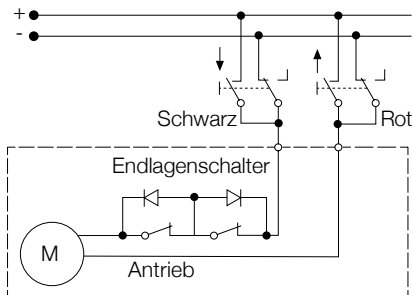 +
-
Schwarz
Rot
Endlagenschalter
M
Antrieb